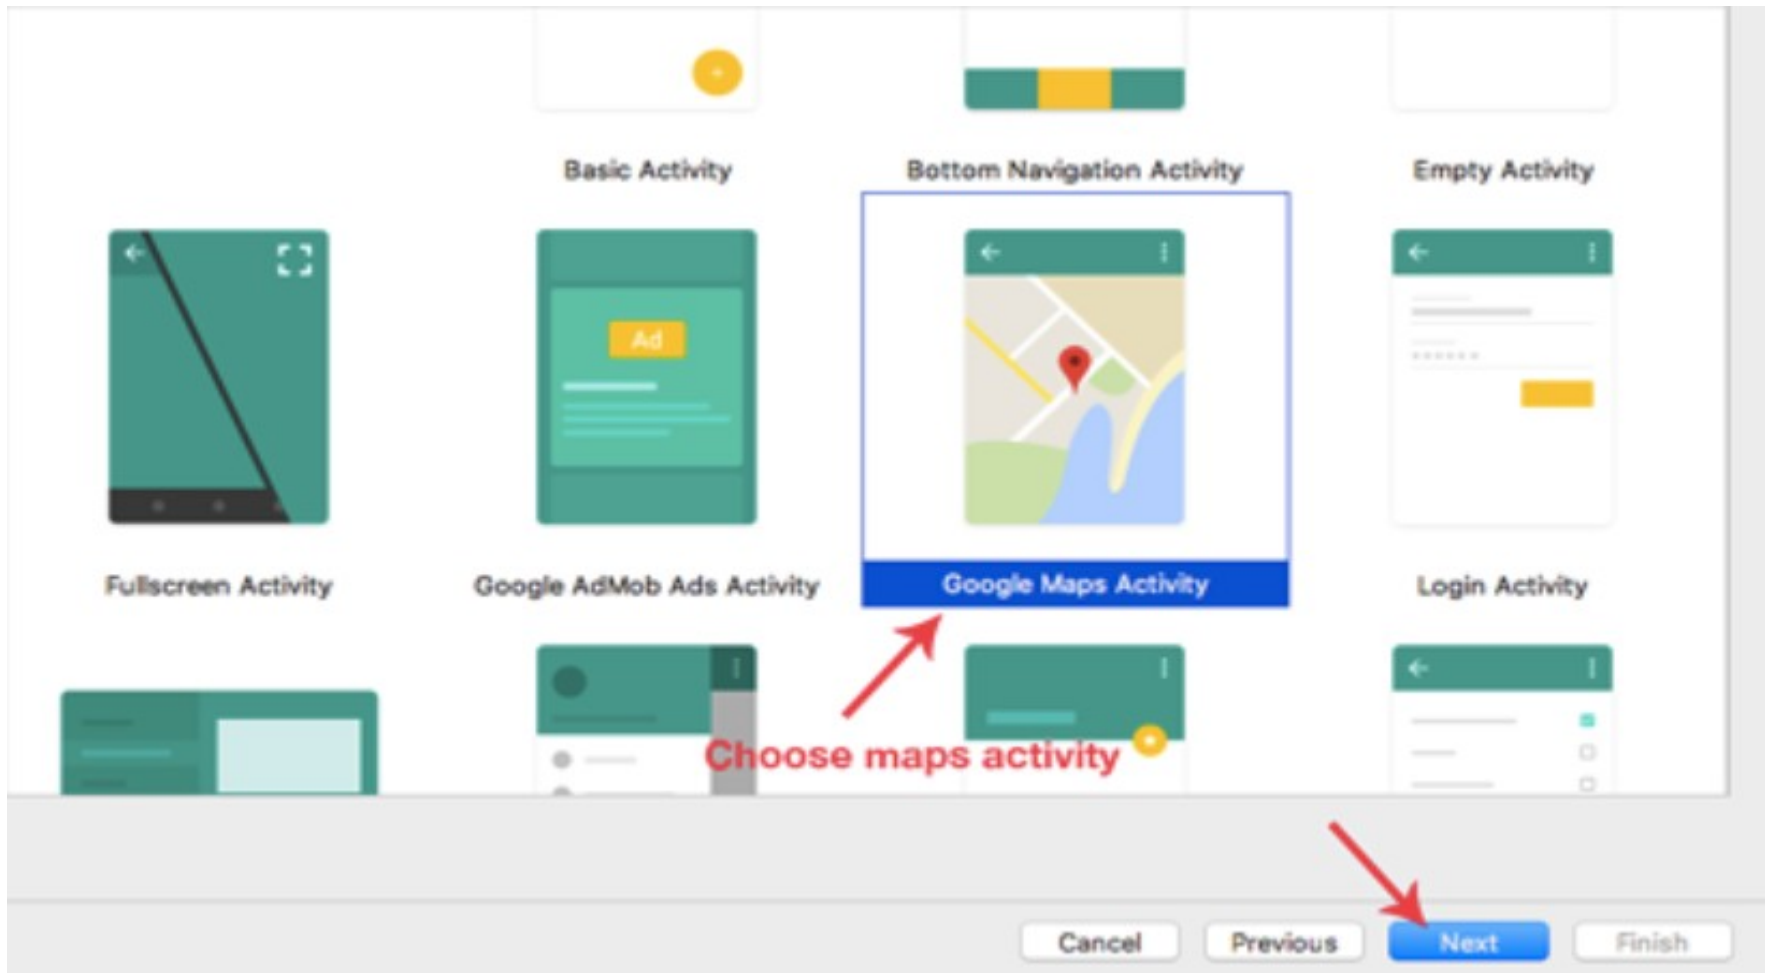 Basic Activity
Bottom Navigation Activity
Empty Activity
Ad
Fullscreen Activity
Google AdMob Ads Activity
Google Maps Activity
Login Activity
Choose maps activity
Cancel
Previous
Next
Finish